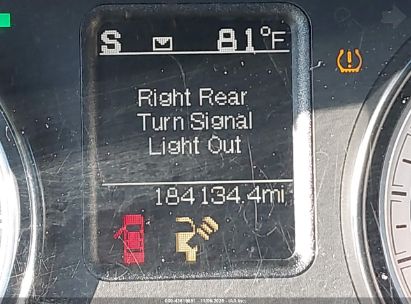 S 81°F
Right Rear
Turn Signal
Light Out
184134.4mi